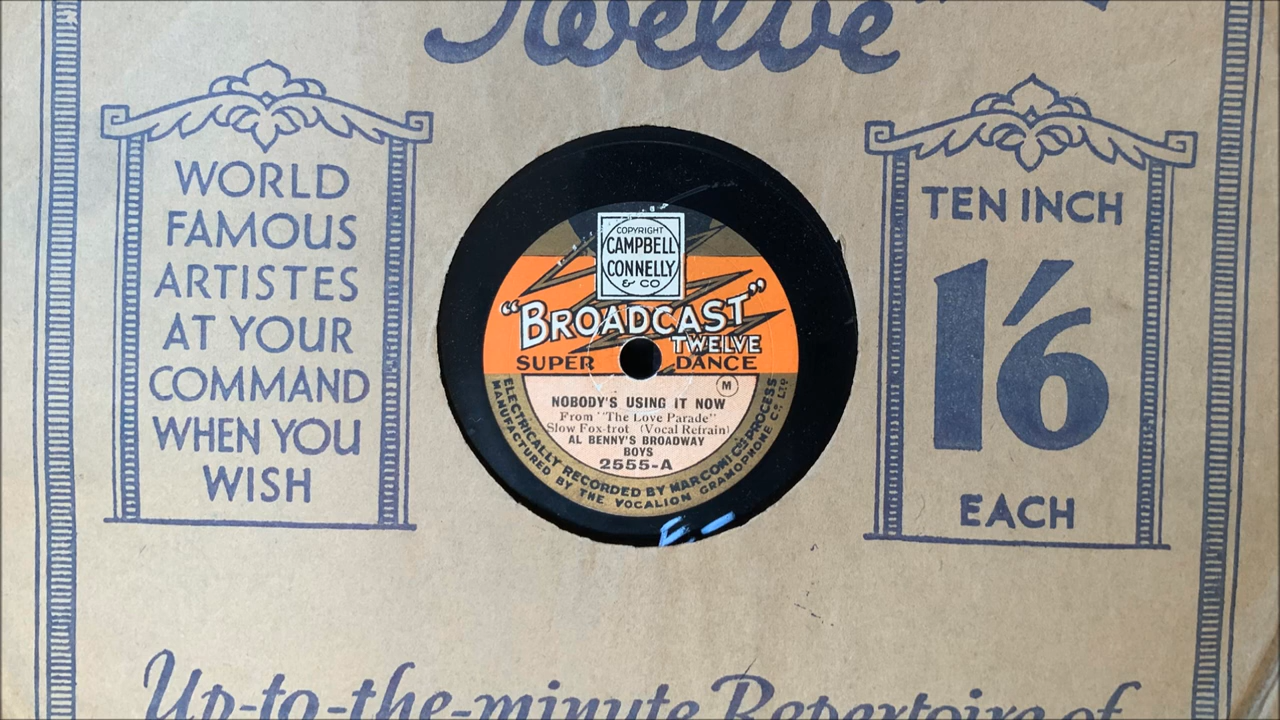 Twelve"
WORLD
FAMOUS
ARTISTES
AT YOUR
COMMAND
WHEN YOU
WISH
COPYRIGHT
CAMPBELL
CONNELLY
& CO
"BROADCAST"
TWELVE
SUPER DANCE
M
NOBODY'S USING IT NOW
From "The Love Parade"
Slow Fox-trot (Vocal Refrain)
AL BENNY'S BROADWAY
BOYS
2555-A
ELECTRICALLY RECORDED BY MARCONI COS PROCESS
MANUFACTURED BY THE VOCALION GRAMOPHONE CO. LTD
E-
TEN INCH
1'6
EACH
Up-to-the-minute Repertoire of